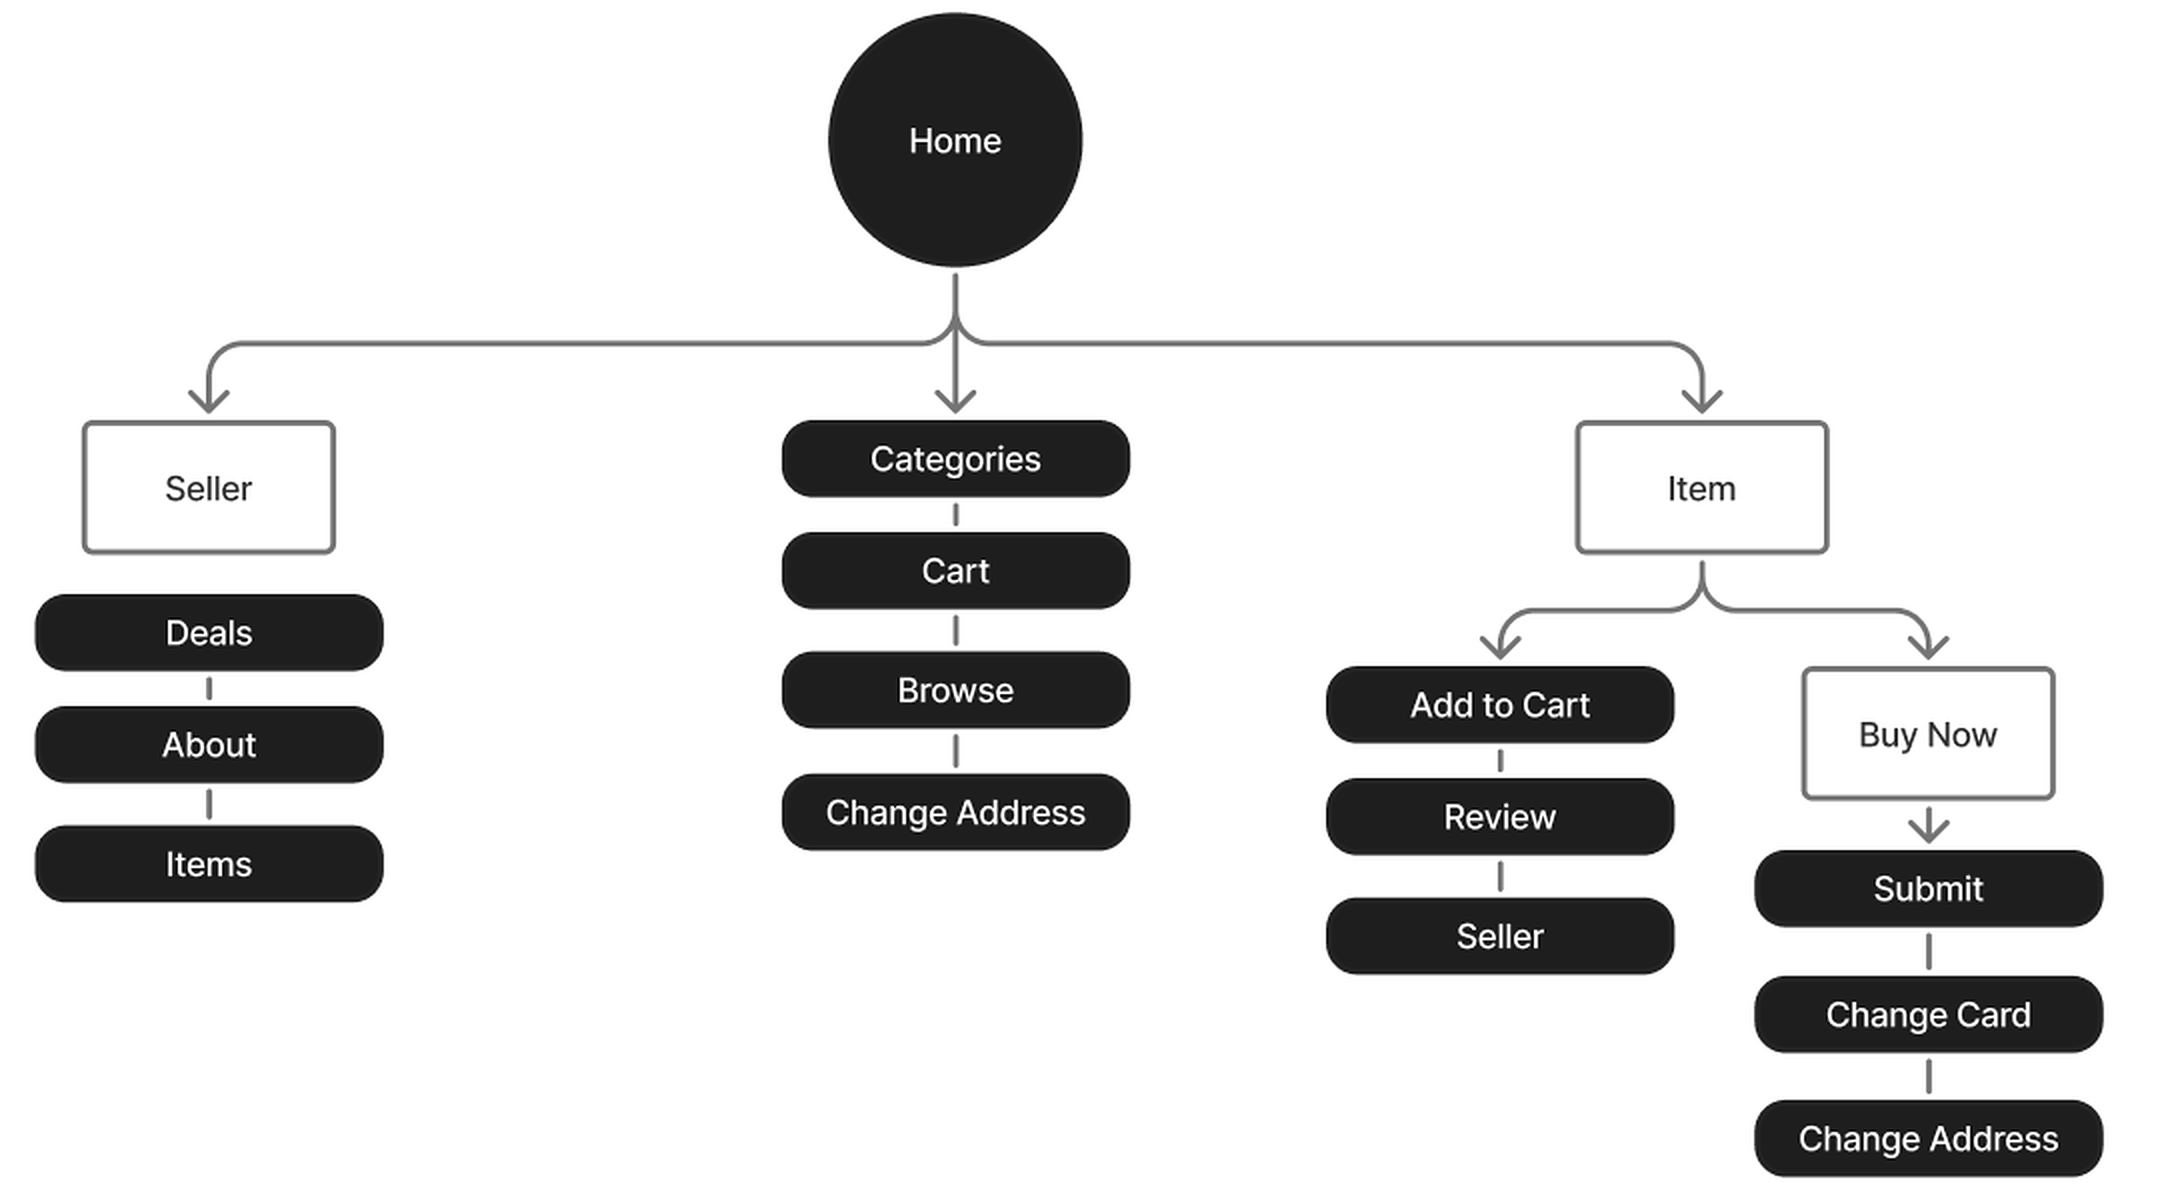 Home
Seller
Deals
About
Items
Categories
Cart
Browse
Change Address
Item
Add to Cart
Review
Seller
Buy Now
Submit
Change Card
Change Address